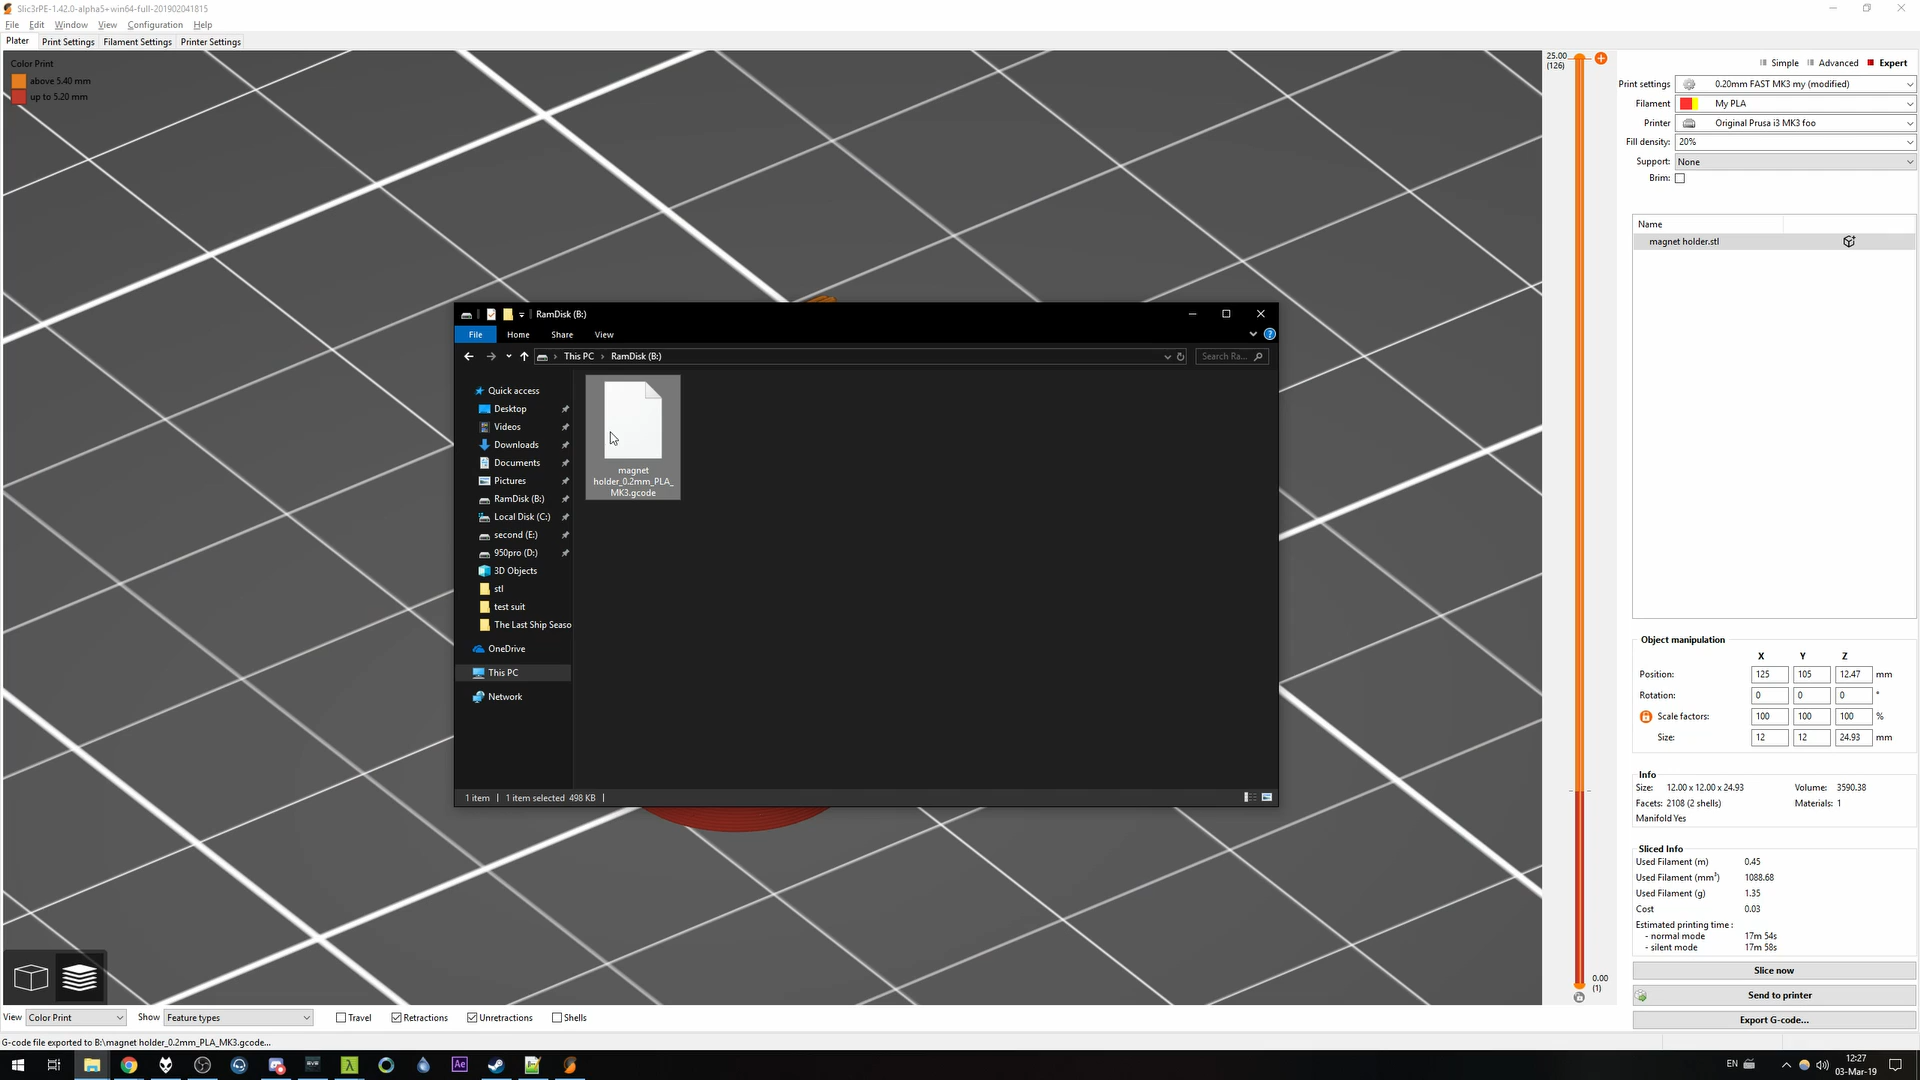 Slic3rPE-1.42.0-alpha5+win64-full-201902041815
File Edit Window View Configuration Help
Plater Print Settings Filament Settings Printer Settings
Color Print
above 5.40 mm
up to 5.20 mm
25.00
(126)
Simple Advanced Expert
Print settings 0.20mm FAST MK3 my (modified)
Filament My PLA
Printer Original Prusa i3 MK3 foo
Fill density: 20%
Support: None
Brim:
Name
magnet holder.stl
RamDisk (B:)
File Home Share View
This PC RamDisk (B:) Search Ra...
Quick access
Desktop
Videos
Downloads
Documents
Pictures
RamDisk (B:)
Local Disk (C:)
second (E:)
950pro (D:)
3D Objects
stl
test suit
The Last Ship Seaso
OneDrive
This PC
Network
magnet
holder_0.2mm_PLA_
MK3.gcode
1 item 1 item selected 498 KB
Object manipulation
X Y Z
Position: 125 105 12.47 mm
Rotation: 0 0 0 °
Scale factors: 100 100 100 %
Size: 12 12 24.93 mm
Info
Size: 12.00 x 12.00 x 24.93 Volume: 3590.38
Facets: 2108 (2 shells) Materials: 1
Manifold Yes
Sliced Info
Used Filament (m) 0.45
Used Filament (mm³) 1088.68
Used Filament (g) 1.35
Cost 0.03
Estimated printing time :
- normal mode 17m 54s
- silent mode 17m 58s
Slice now
Send to printer
Export G-code...
0.00
(1)
View Color Print Show Feature types Travel Retractions Unretractions Shells
G-code file exported to B:\magnet holder_0.2mm_PLA_MK3.gcode...
Ae
EN
12:27
03-Mar-19